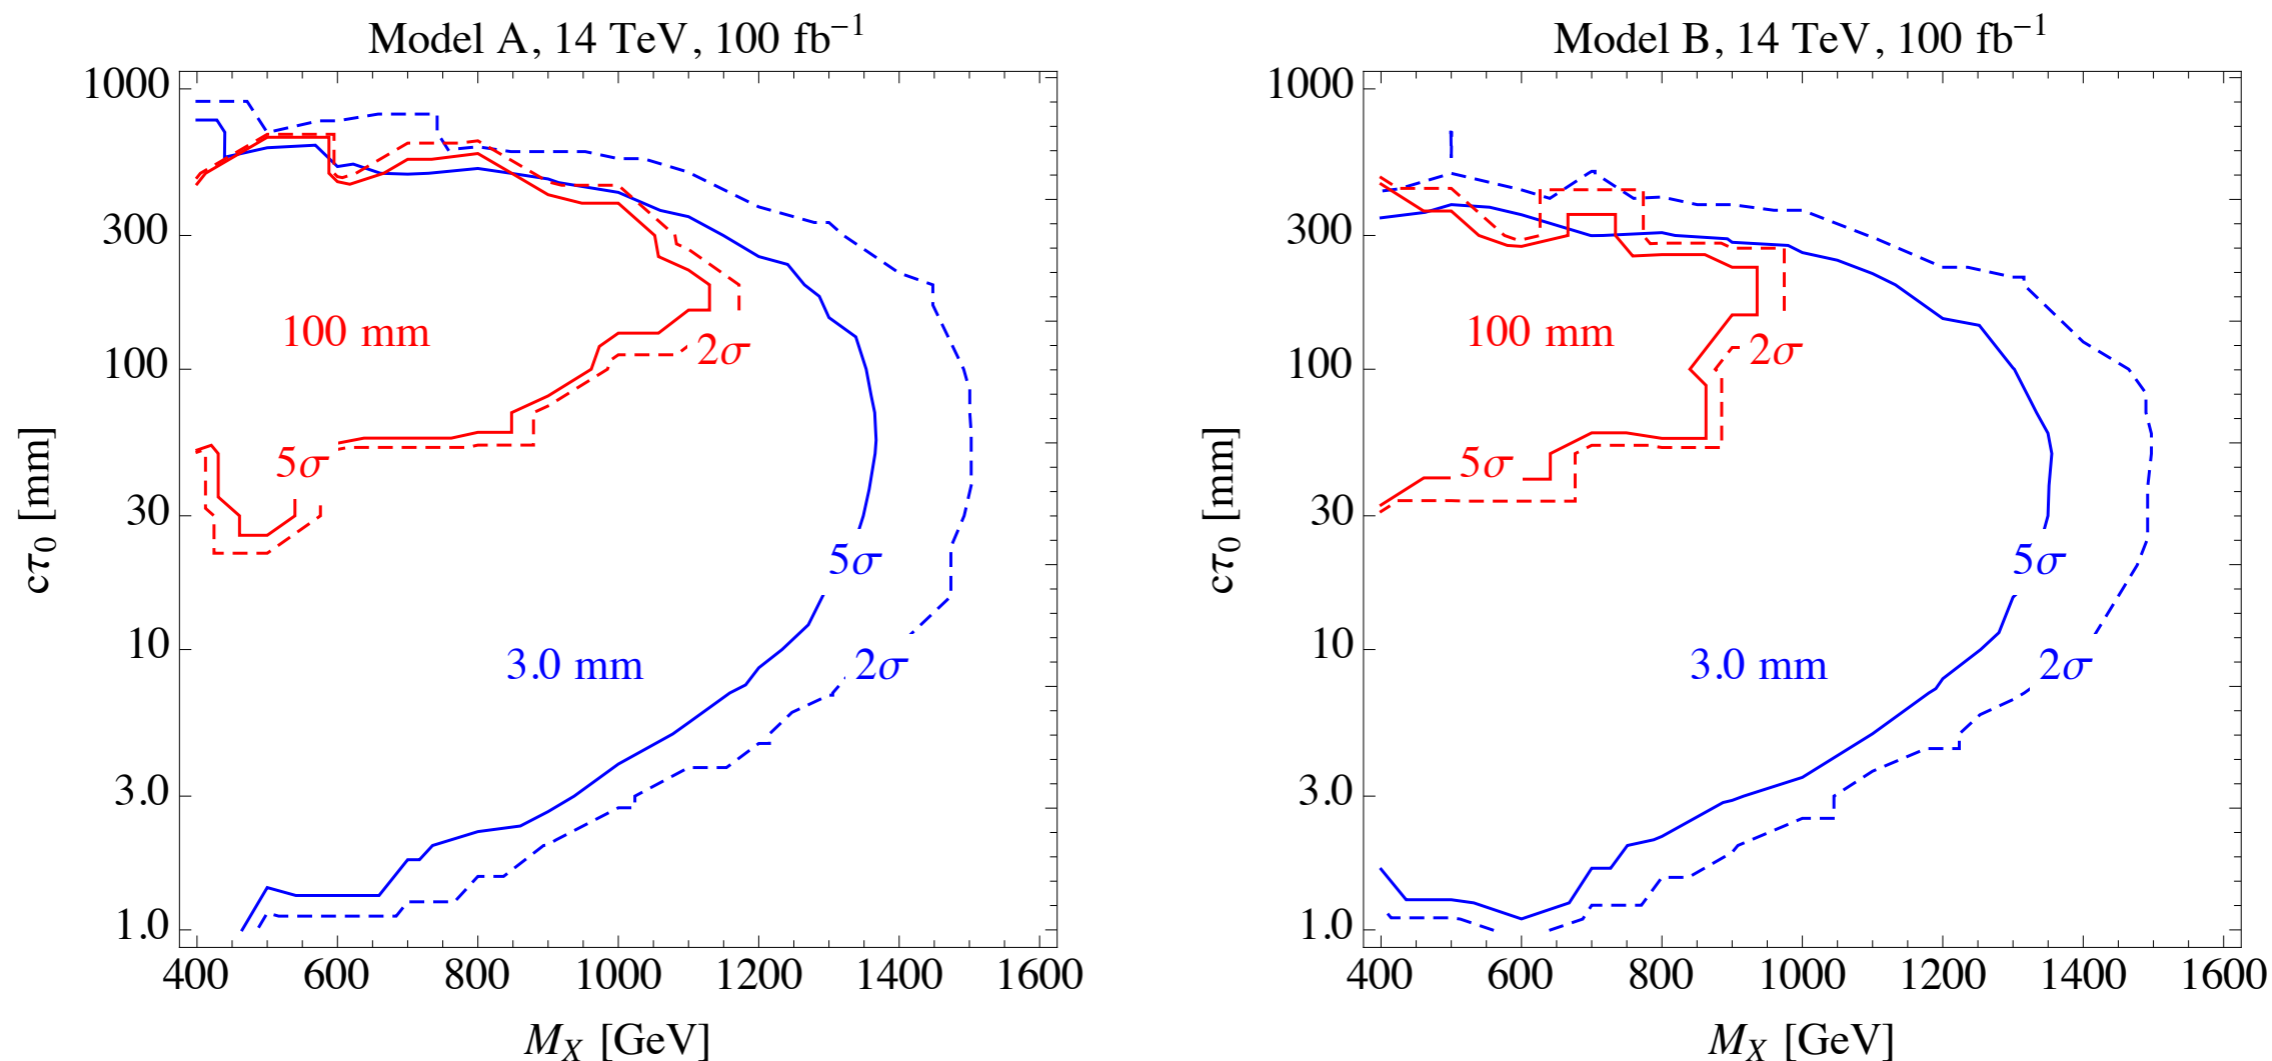 Model A, 14 TeV, 100 fb⁻¹
1000
300
100
30
10
3.0
1.0
cτ₀ [mm]
100 mm
2σ
5σ
5σ
3.0 mm
2σ
400 600 800 1000 1200 1400 1600
M_X [GeV]
Model B, 14 TeV, 100 fb⁻¹
1000
300
100
30
10
3.0
1.0
cτ₀ [mm]
100 mm
2σ
5σ
5σ
3.0 mm
2σ
400 600 800 1000 1200 1400 1600
M_X [GeV]